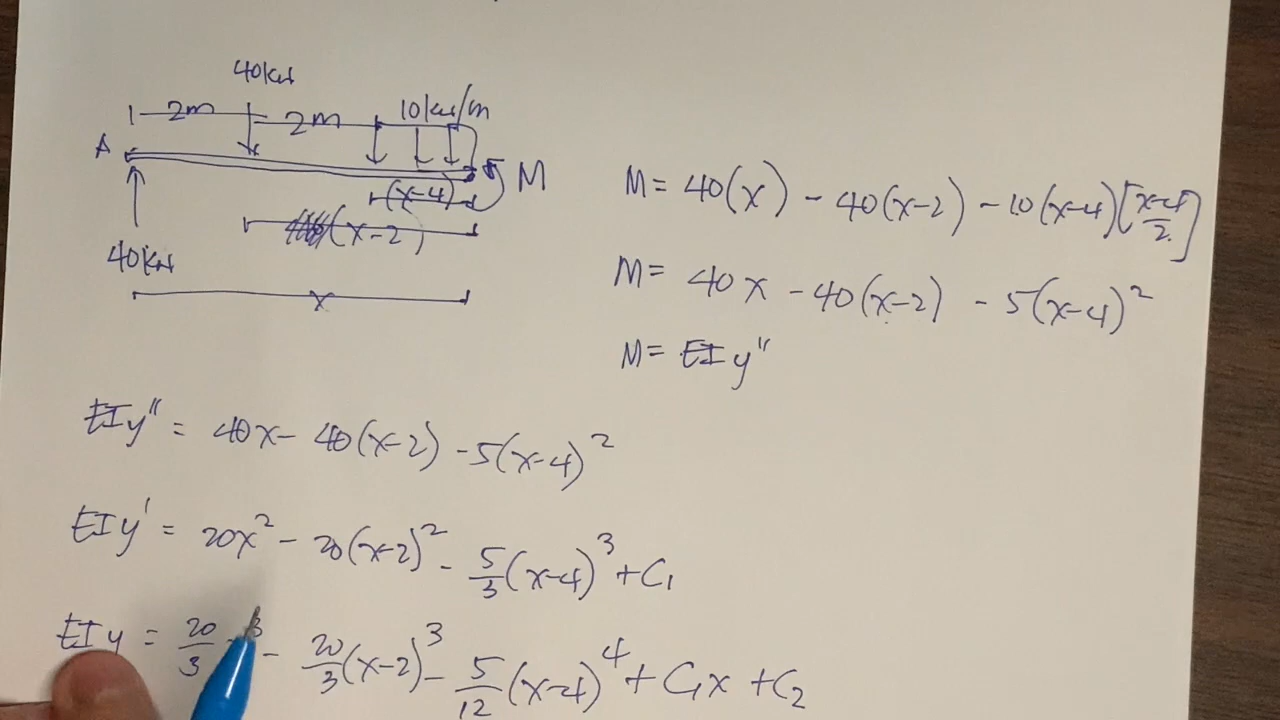 40kN
2m 2m 10kN/m
A M
(x-4)
(x-2)
40kN
x
M = 40(x) - 40(x-2) - 10(x-4)[x-4/2]
M = 40x - 40(x-2) - 5(x-4)²
M = EIy"
EIy" = 40x - 40(x-2) - 5(x-4)²
EIy' = 20x² - 20(x-2)² - 5/3(x-4)³ + C₁
EIy = 20/3 ³ - 20/3(x-2)³ - 5/12(x-4)⁴ + C₁x + C₂